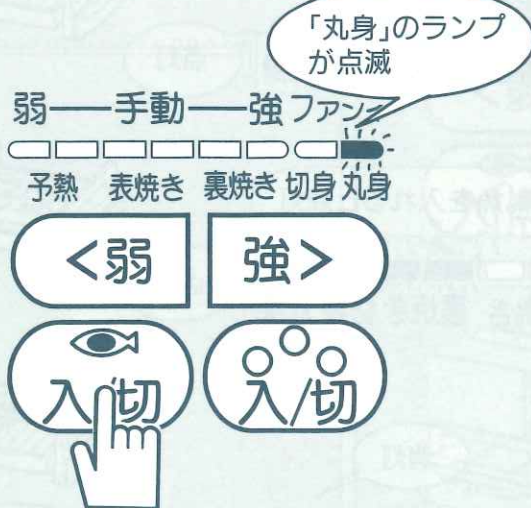 「丸身」のランプ
が点滅
弱――手動――強 ファン
予熱 表焼き 裏焼き 切身 丸身
<弱 強>
入/切 入/切